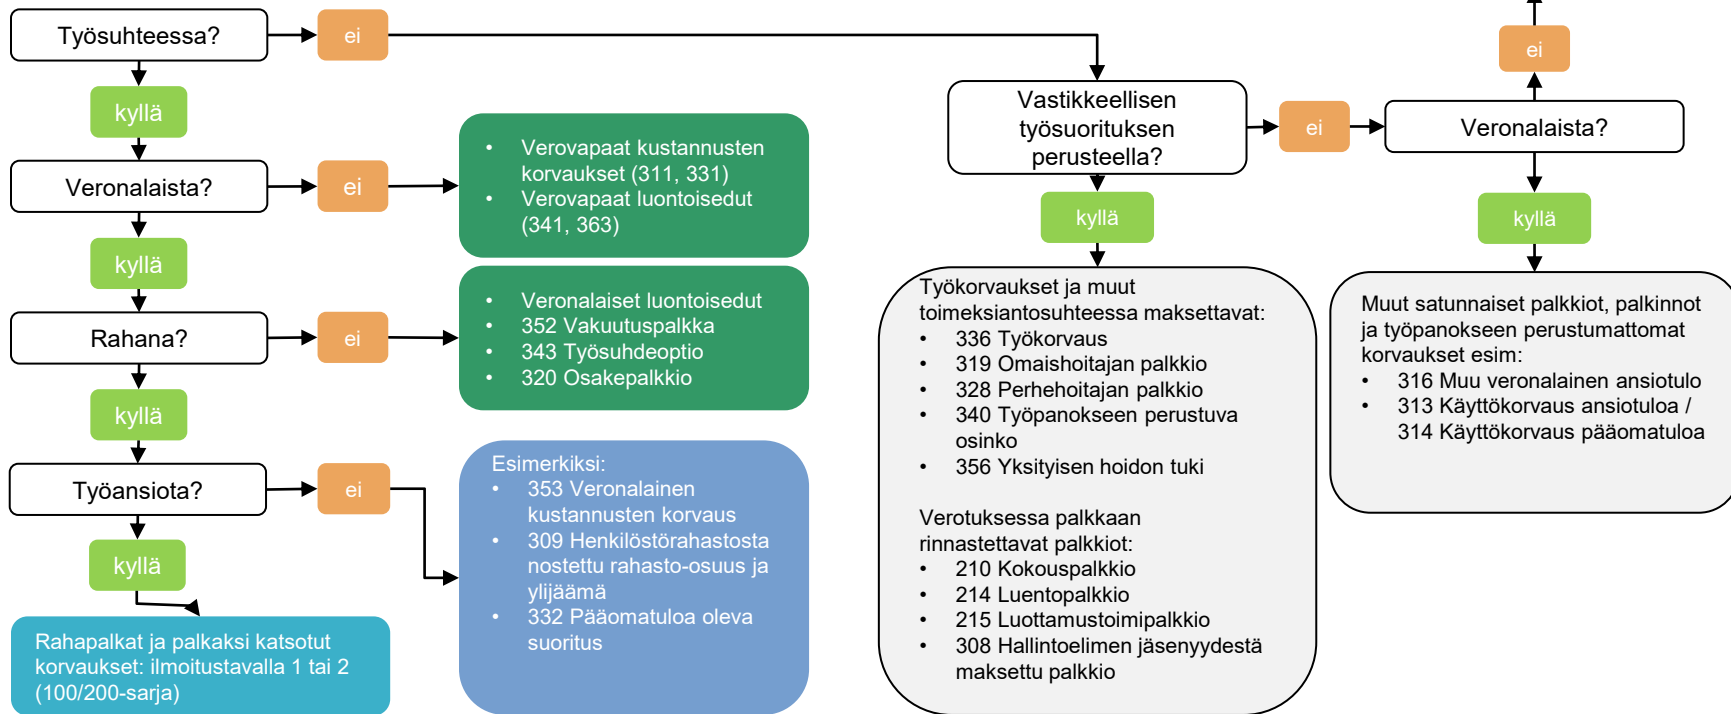 Työsuhteessa?
ei
kyllä
Veronalaista?
ei
• Verovapaat kustannusten
korvaukset (311, 331)
• Verovapaat luontoisedut
(341, 363)
kyllä
Rahana?
ei
• Veronalaiset luontoisedut
• 352 Vakuutuspalkka
• 343 Työsuhdeoptio
• 320 Osakepalkkio
kyllä
Työansiota?
ei
Esimerkiksi:
• 353 Veronalainen
kustannusten korvaus
• 309 Henkilöstörahastosta
nostettu rahasto-osuus ja
ylijäämä
• 332 Pääomatuloa oleva
suoritus
kyllä
Rahapalkat ja palkaksi katsotut
korvaukset: ilmoitustavalla 1 tai 2
(100/200-sarja)
Vastikkeellisen
työsuorituksen
perusteella?
ei
kyllä
Työkorvaukset ja muut
toimeksiantosuhteessa maksettavat:
• 336 Työkorvaus
• 319 Omaishoitajan palkkio
• 328 Perhehoitajan palkkio
• 340 Työpanokseen perustuva
osinko
• 356 Yksityisen hoidon tuki
Verotuksessa palkkaan
rinnastettavat palkkiot:
• 210 Kokouspalkkio
• 214 Luentopalkkio
• 215 Luottamustoimipalkkio
• 308 Hallintoelimen jäsenyydestä
maksettu palkkio
ei
Veronalaista?
kyllä
Muut satunnaiset palkkiot, palkinnot
ja työpanokseen perustumattomat
korvaukset esim:
• 316 Muu veronalainen ansiotulo
• 313 Käyttökorvaus ansiotuloa /
314 Käyttökorvaus pääomatuloa